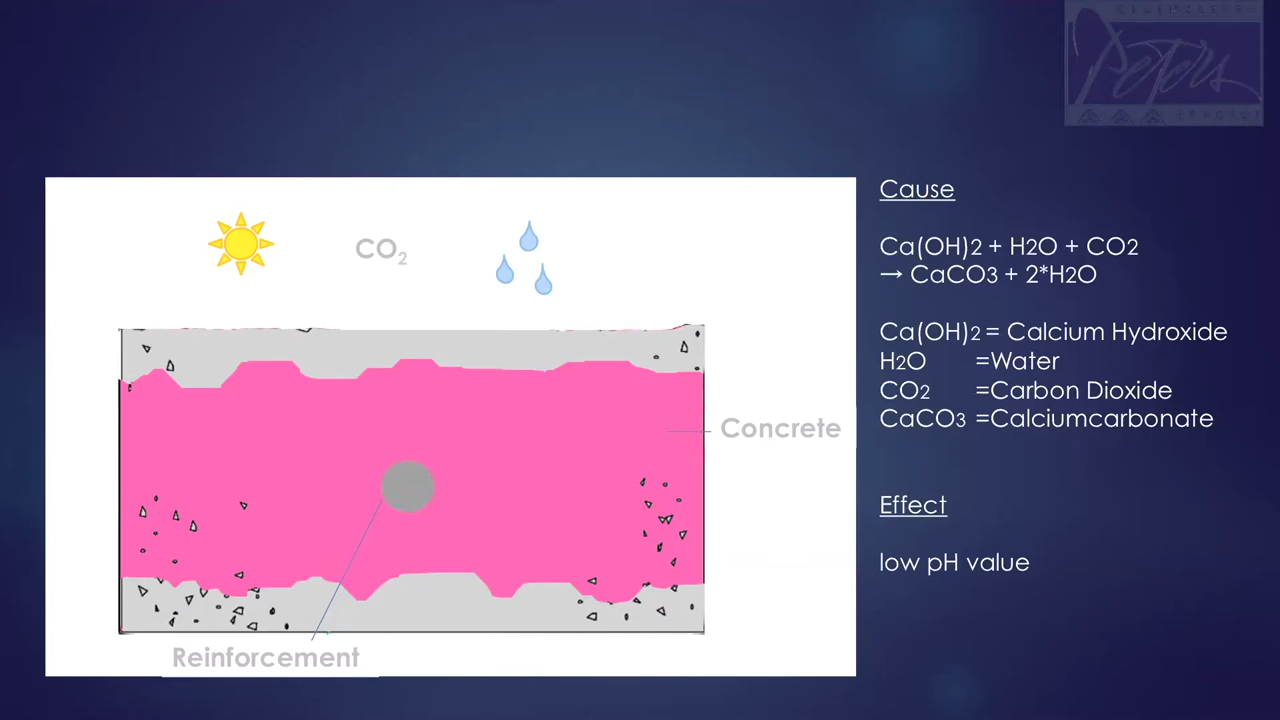 Peters
Cause
CO2
Ca(OH)2 + H2O + CO2
→ CaCO3 + 2*H2O
Ca(OH)2 = Calcium Hydroxide
H2O =Water
CO2 =Carbon Dioxide
CaCO3 =Calciumcarbonate
Concrete
Effect
low pH value
Reinforcement